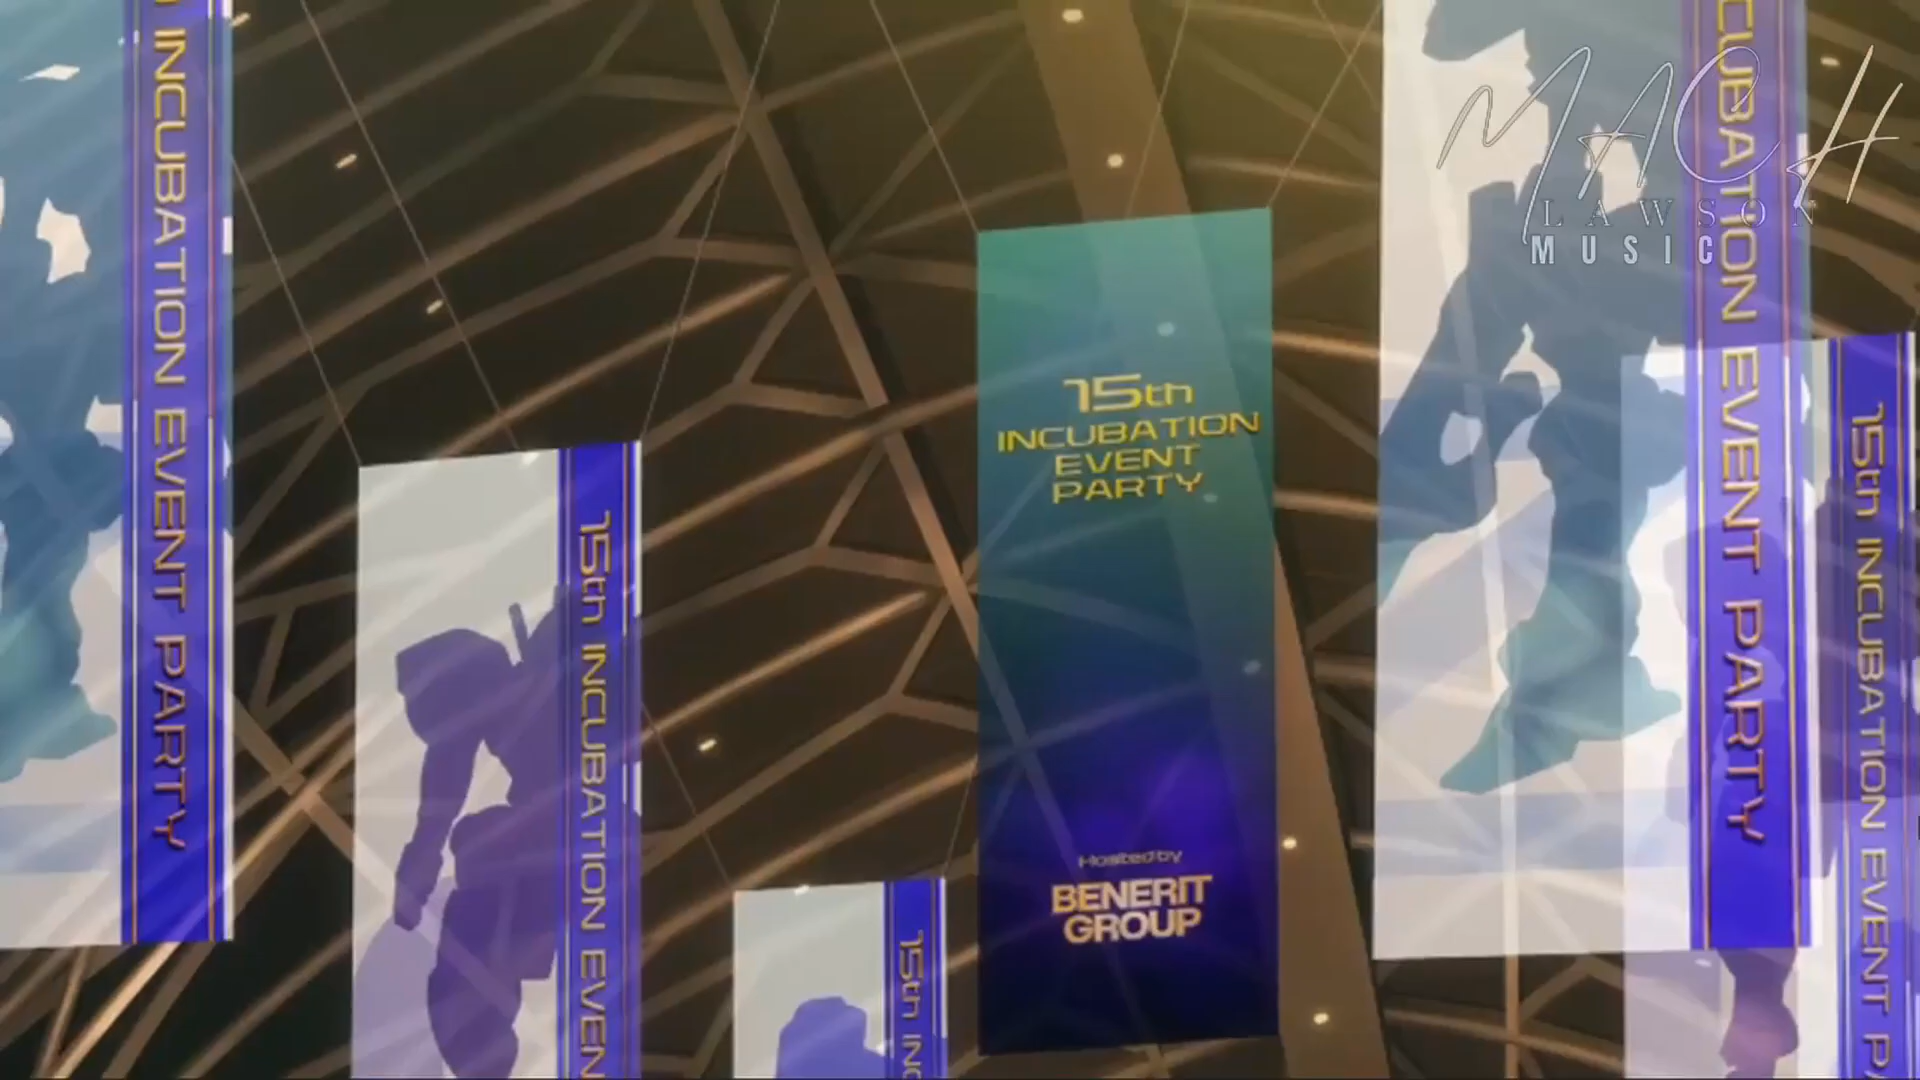 INCUBATION EVENT PARTY
15th INCUBATION EVEN
15th INC
15th
INCUBATION
EVENT
PARTY
Hosted by
BENERIT
GROUP
CUBATION EVENT PARTY
15th INCUBATION EVENT PA
MACH
LAWSON
MUSIC